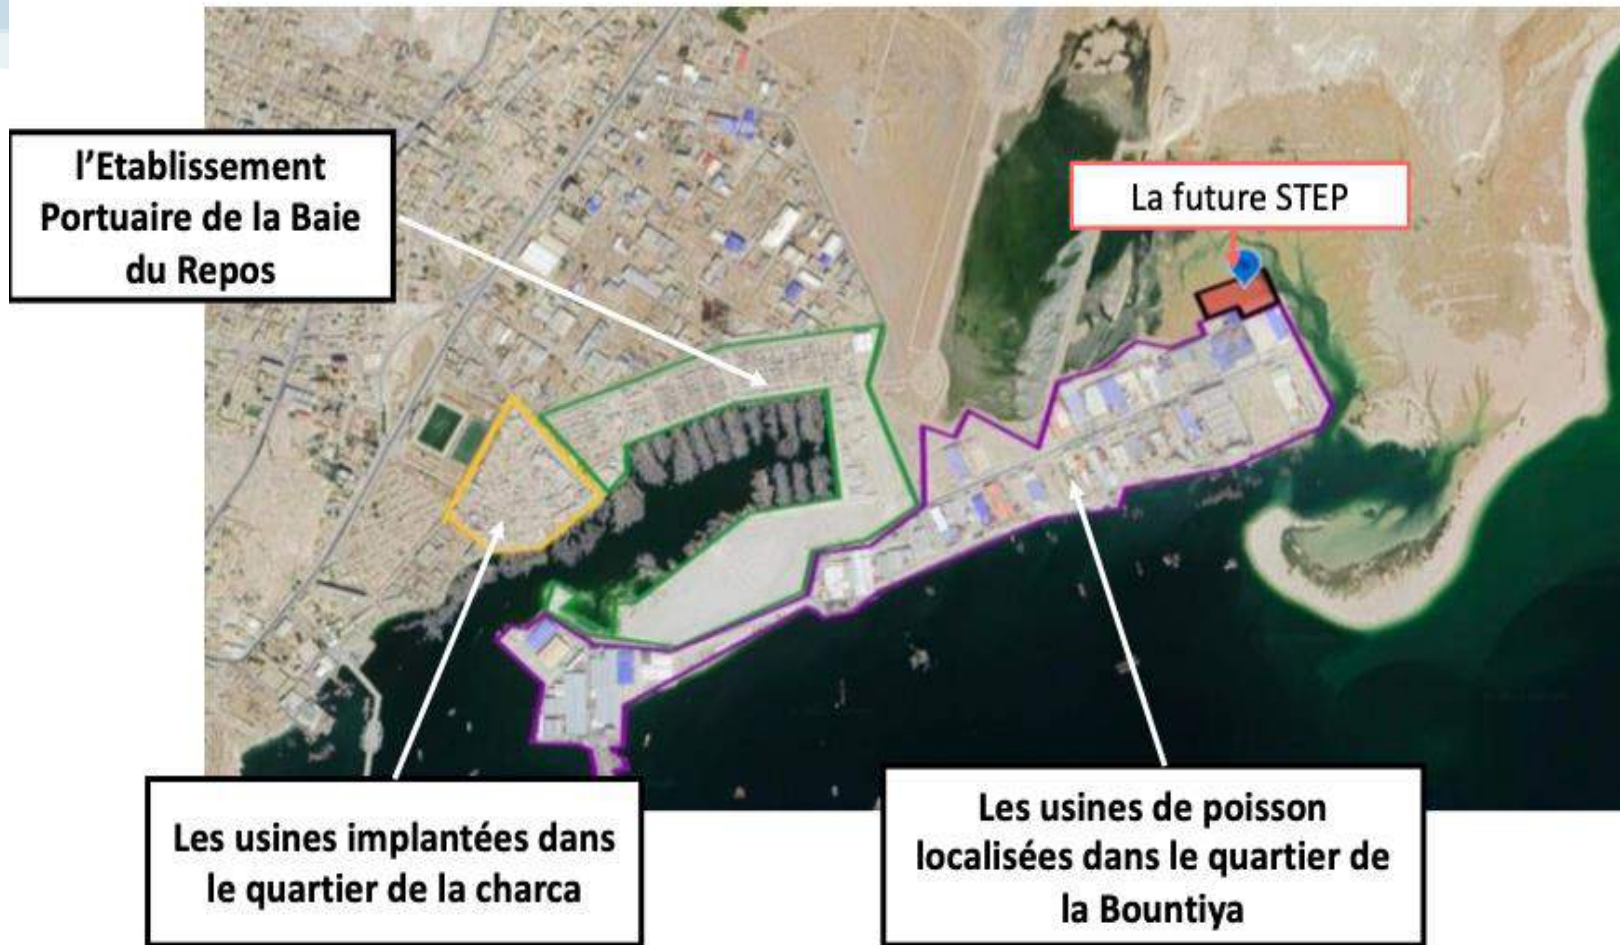 l’Etablissement
Portuaire de la Baie
du Repos
La future STEP
Les usines implantées dans
le quartier de la charca
Les usines de poisson
localisées dans le quartier de
la Bountiya